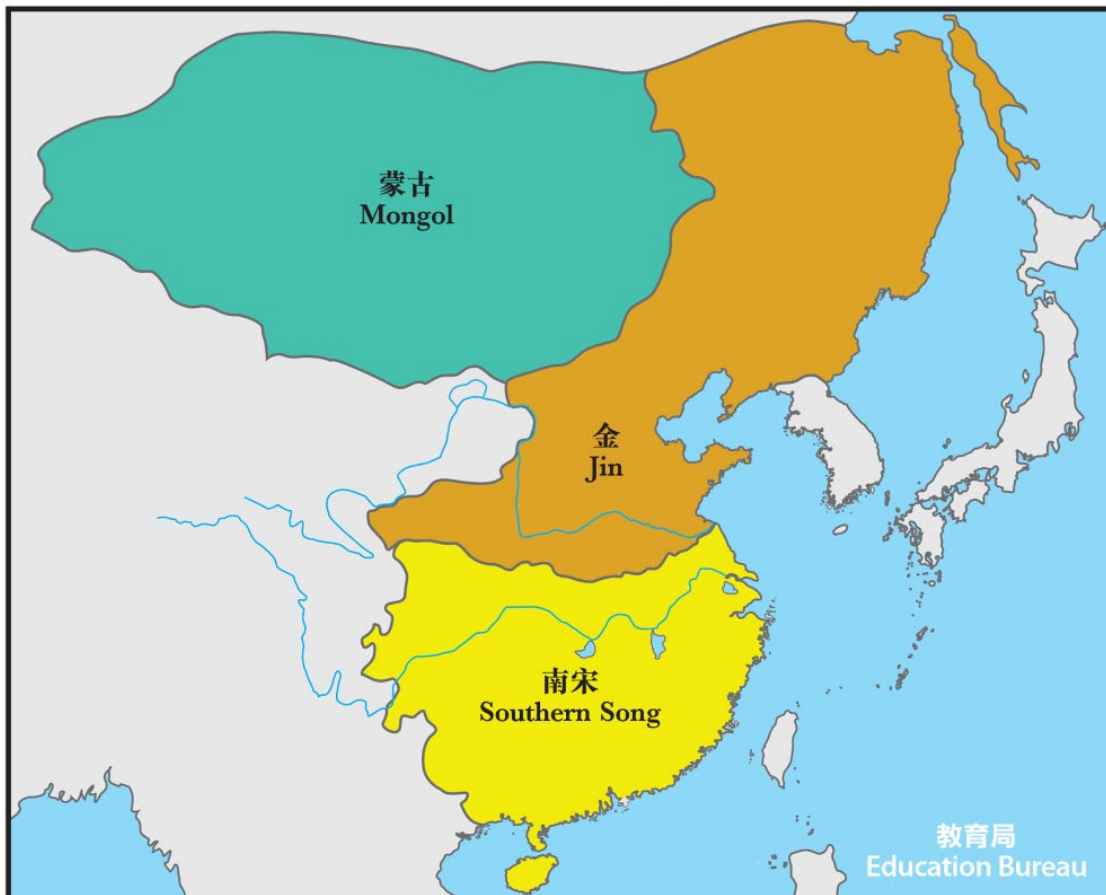 蒙古
Mongol
金
Jin
南宋
Southern Song
教育局
Education Bureau